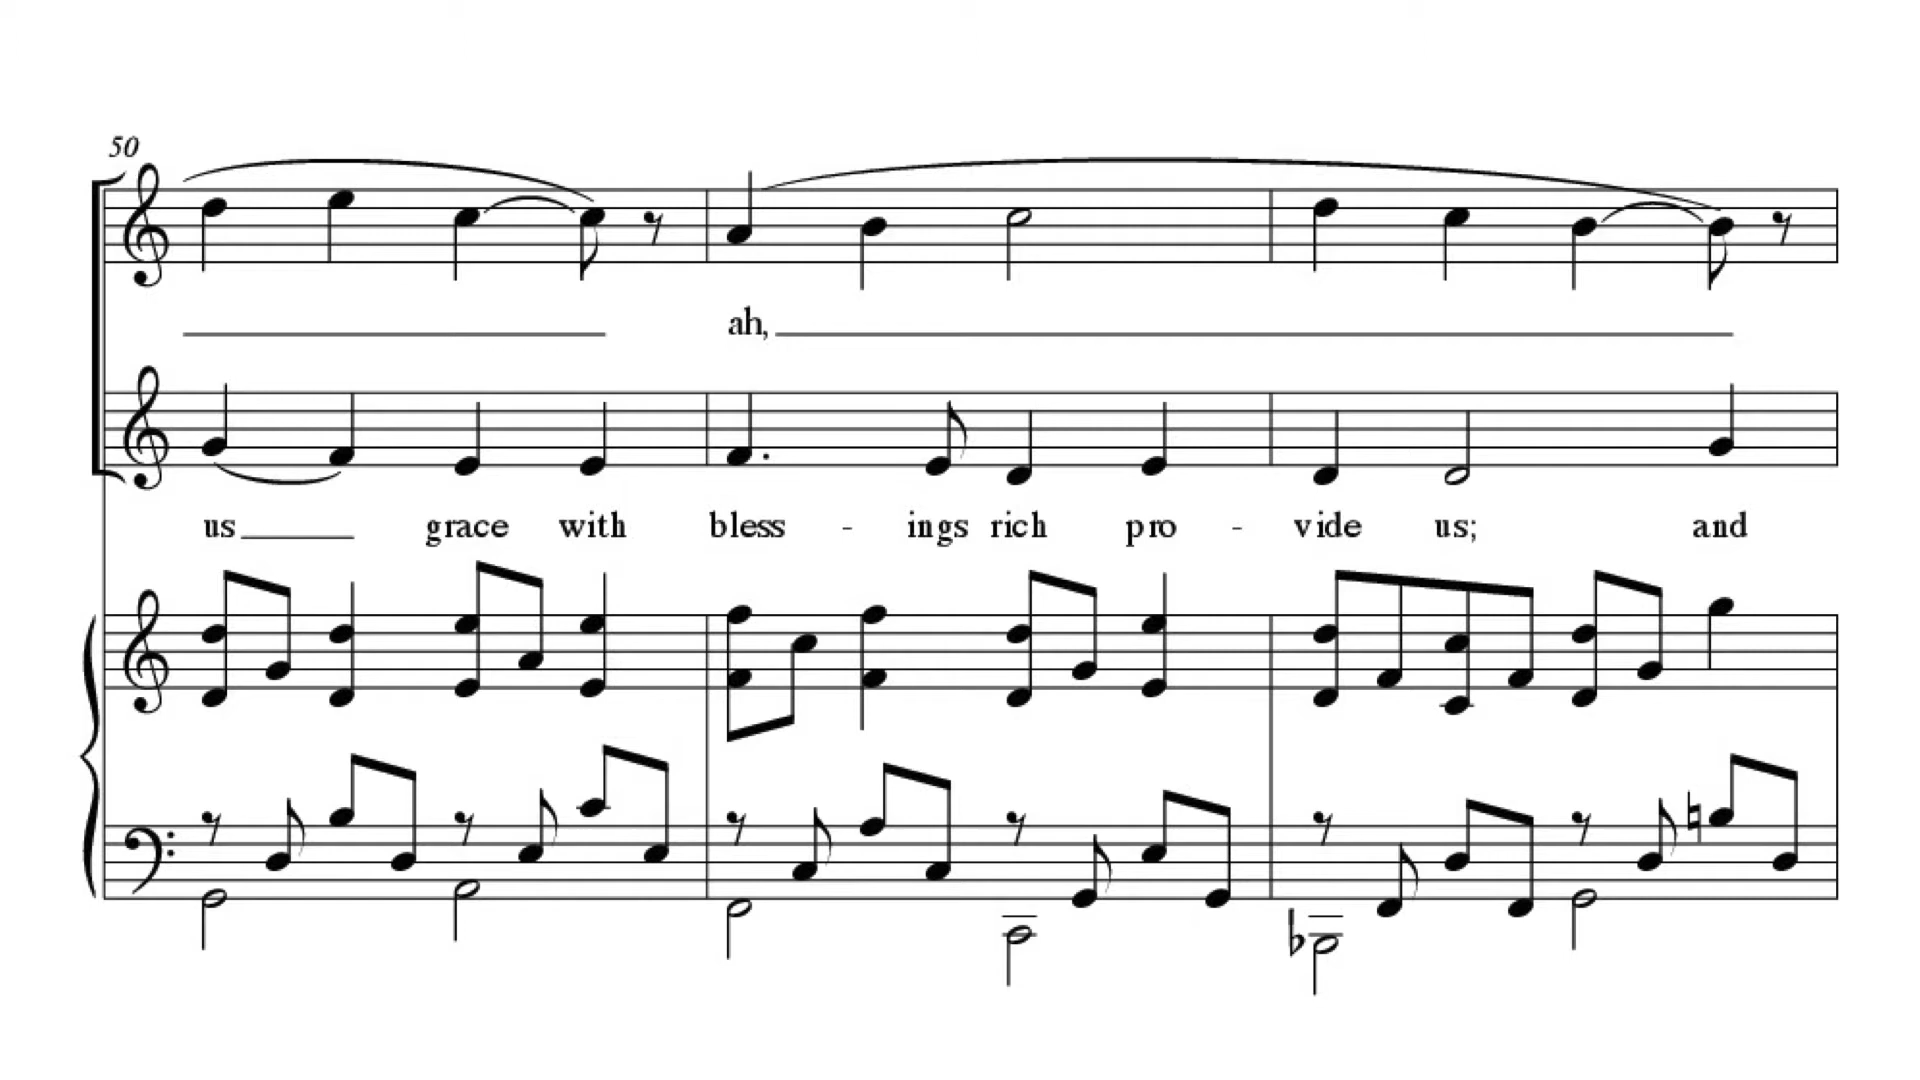 50
ah,
us grace with bless - ings rich pro - vide us; and